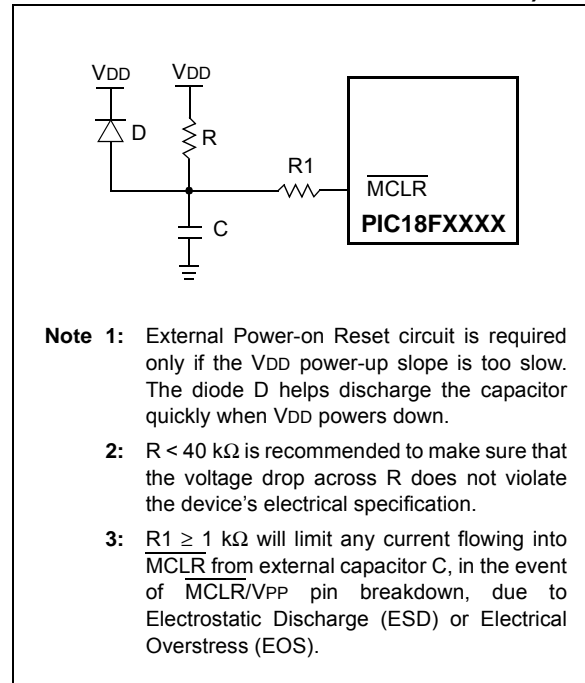 VDD VDD
D R
R1
C
MCLR
PIC18FXXXX
Note 1: External Power-on Reset circuit is required
only if the VDD power-up slope is too slow.
The diode D helps discharge the capacitor
quickly when VDD powers down.
2: R < 40 kΩ is recommended to make sure that
the voltage drop across R does not violate
the device's electrical specification.
3: R1 ≥ 1 kΩ will limit any current flowing into
MCLR from external capacitor C, in the event
of MCLR/VPP pin breakdown, due to
Electrostatic Discharge (ESD) or Electrical
Overstress (EOS).